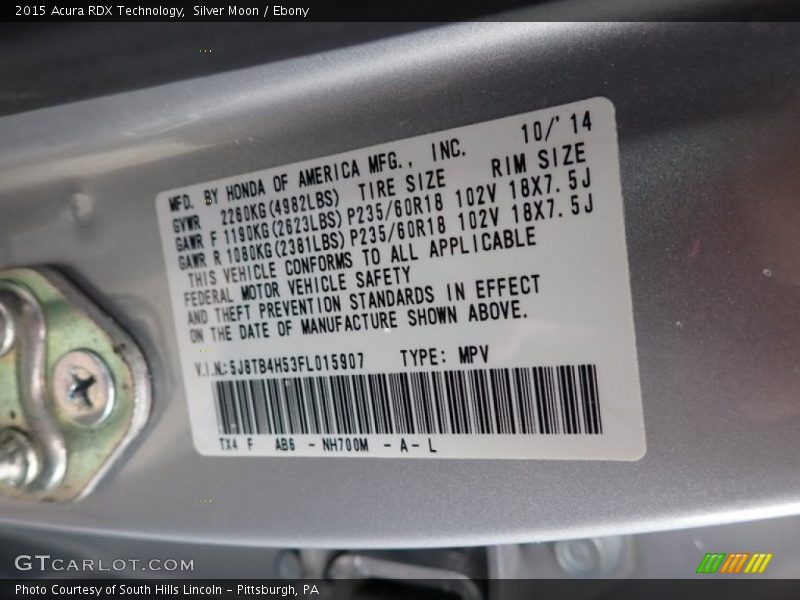 2015 Acura RDX Technology, Silver Moon / Ebony
MFD. BY HONDA OF AMERICA MFG., INC. 10/'14
GVWR 2260KG(4982LBS) TIRE SIZE RIM SIZE
GAWR F 1190KG(2623LBS) P235/60R18 102V 18X7.5J
GAWR R 1080KG(2381LBS) P235/60R18 102V 18X7.5J
THIS VEHICLE CONFORMS TO ALL APPLICABLE
FEDERAL MOTOR VEHICLE SAFETY
AND THEFT PREVENTION STANDARDS IN EFFECT
ON THE DATE OF MANUFACTURE SHOWN ABOVE.
V.I.N.: 5J8TB4H53FL015907 TYPE: MPV
TX4 F AB6 - NH700M - A - L
GTCARLOT.COM
Photo Courtesy of South Hills Lincoln - Pittsburgh, PA